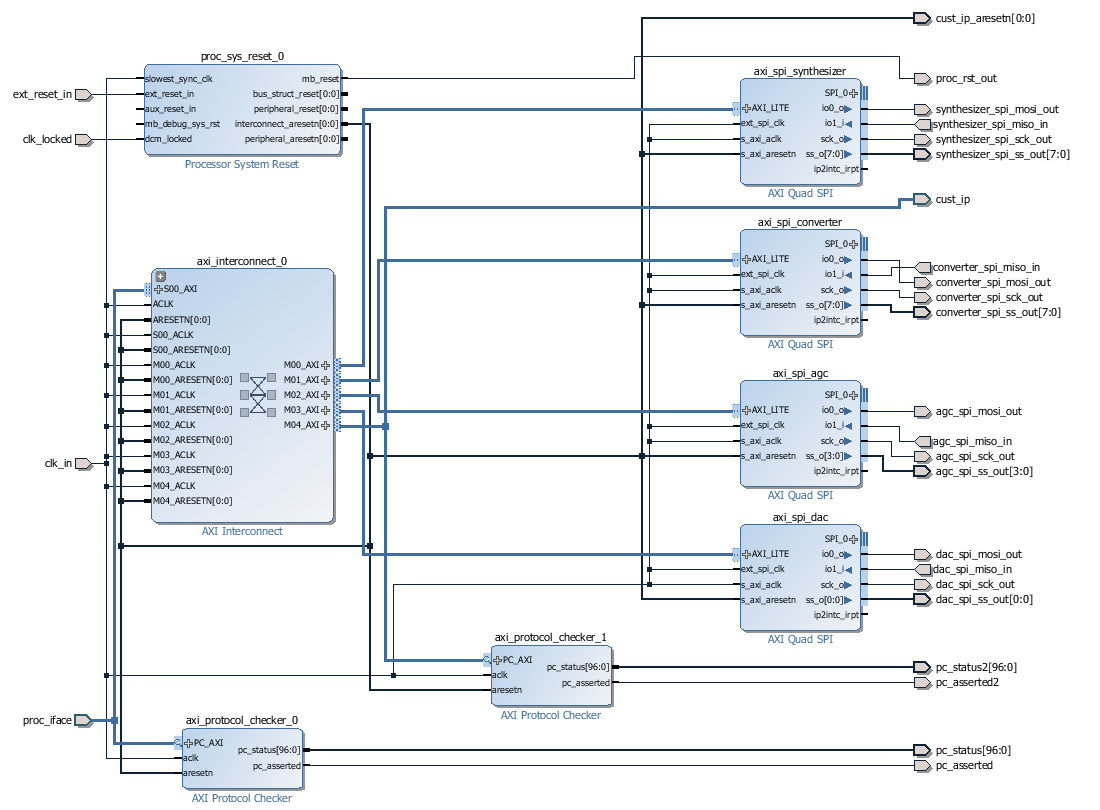 cust_ip_aresetn[0:0]
proc_sys_reset_0
slowest_sync_clk
ext_reset_in
aux_reset_in
mb_debug_sys_rst
dcm_locked
mb_reset
bus_struct_reset[0:0]
peripheral_reset[0:0]
interconnect_aresetn[0:0]
peripheral_aresetn[0:0]
Processor System Reset
ext_reset_in
clk_locked
proc_rst_out
axi_spi_synthesizer
SPI_0
AXI_LITE
ext_spi_clk
s_axi_aclk
s_axi_aresetn
io0_o
io1_i
sck_o
ss_o[7:0]
ip2intc_irpt
AXI Quad SPI
synthesizer_spi_mosi_out
synthesizer_spi_miso_in
synthesizer_spi_sck_out
synthesizer_spi_ss_out[7:0]
cust_ip
axi_spi_converter
SPI_0
AXI_LITE
ext_spi_clk
s_axi_aclk
s_axi_aresetn
io0_o
io1_i
sck_o
ss_o[7:0]
ip2intc_irpt
AXI Quad SPI
converter_spi_miso_in
converter_spi_mosi_out
converter_spi_sck_out
converter_spi_ss_out[7:0]
axi_interconnect_0
S00_AXI
ACLK
ARESETN[0:0]
S00_ACLK
S00_ARESETN[0:0]
M00_ACLK
M00_ARESETN[0:0]
M01_ACLK
M01_ARESETN[0:0]
M02_ACLK
M02_ARESETN[0:0]
M03_ACLK
M03_ARESETN[0:0]
M04_ACLK
M04_ARESETN[0:0]
M00_AXI
M01_AXI
M02_AXI
M03_AXI
M04_AXI
AXI Interconnect
clk_in
axi_spi_agc
SPI_0
AXI_LITE
ext_spi_clk
s_axi_aclk
s_axi_aresetn
io0_o
io1_i
sck_o
ss_o[3:0]
ip2intc_irpt
AXI Quad SPI
agc_spi_mosi_out
agc_spi_miso_in
agc_spi_sck_out
agc_spi_ss_out[3:0]
axi_spi_dac
SPI_0
AXI_LITE
ext_spi_clk
s_axi_aclk
s_axi_aresetn
io0_o
io1_i
sck_o
ss_o[0:0]
ip2intc_irpt
AXI Quad SPI
dac_spi_mosi_out
dac_spi_miso_in
dac_spi_sck_out
dac_spi_ss_out[0:0]
axi_protocol_checker_1
PC_AXI
aclk
aresetn
pc_status[96:0]
pc_asserted
AXI Protocol Checker
pc_status2[96:0]
pc_asserted2
proc_iface
axi_protocol_checker_0
PC_AXI
aclk
aresetn
pc_status[96:0]
pc_asserted
AXI Protocol Checker
pc_status[96:0]
pc_asserted